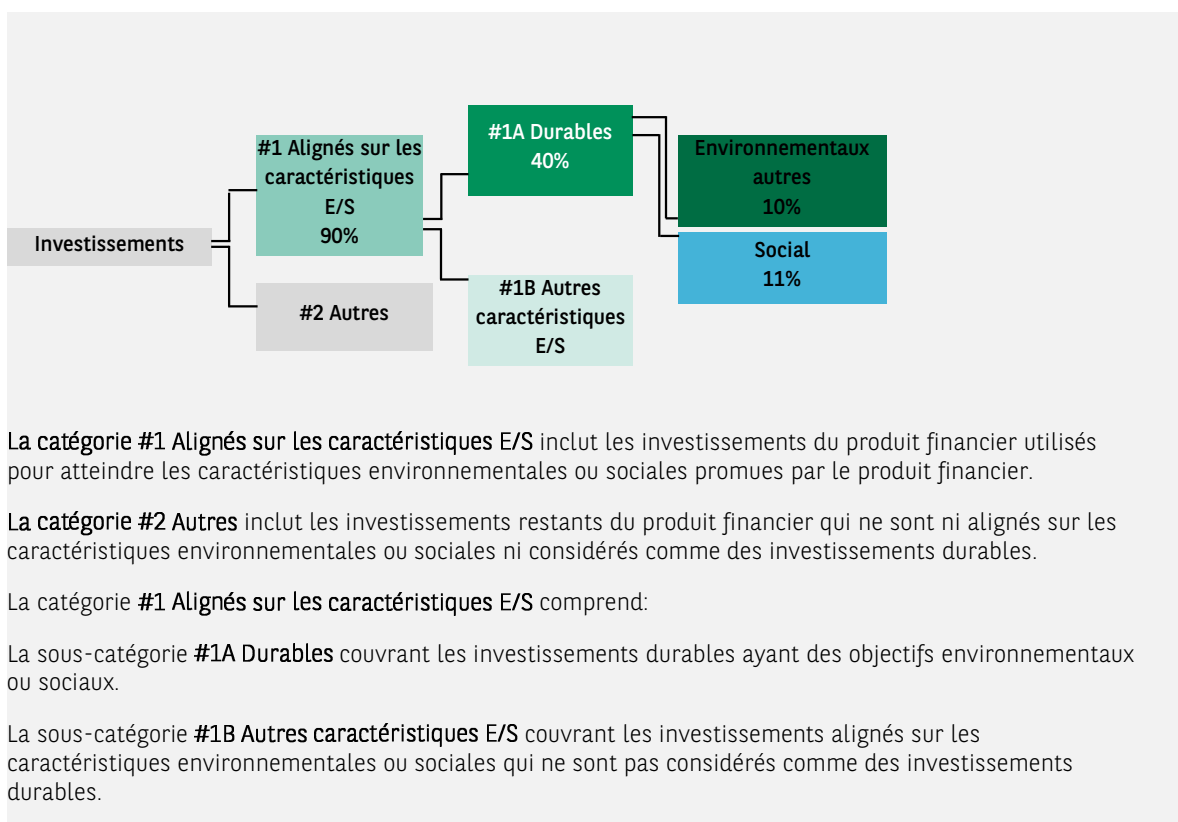 Investissements
#1 Alignés sur les
caractéristiques
E/S
90%
#2 Autres
#1A Durables
40%
#1B Autres
caractéristiques
E/S
Environnementaux
autres
10%
Social
11%
La catégorie #1 Alignés sur les caractéristiques E/S inclut les investissements du produit financier utilisés
pour atteindre les caractéristiques environnementales ou sociales promues par le produit financier.
La catégorie #2 Autres inclut les investissements restants du produit financier qui ne sont ni alignés sur les
caractéristiques environnementales ou sociales ni considérés comme des investissements durables.
La catégorie #1 Alignés sur les caractéristiques E/S comprend:
La sous-catégorie #1A Durables couvrant les investissements durables ayant des objectifs environnementaux
ou sociaux.
La sous-catégorie #1B Autres caractéristiques E/S couvrant les investissements alignés sur les
caractéristiques environnementales ou sociales qui ne sont pas considérés comme des investissements
durables.